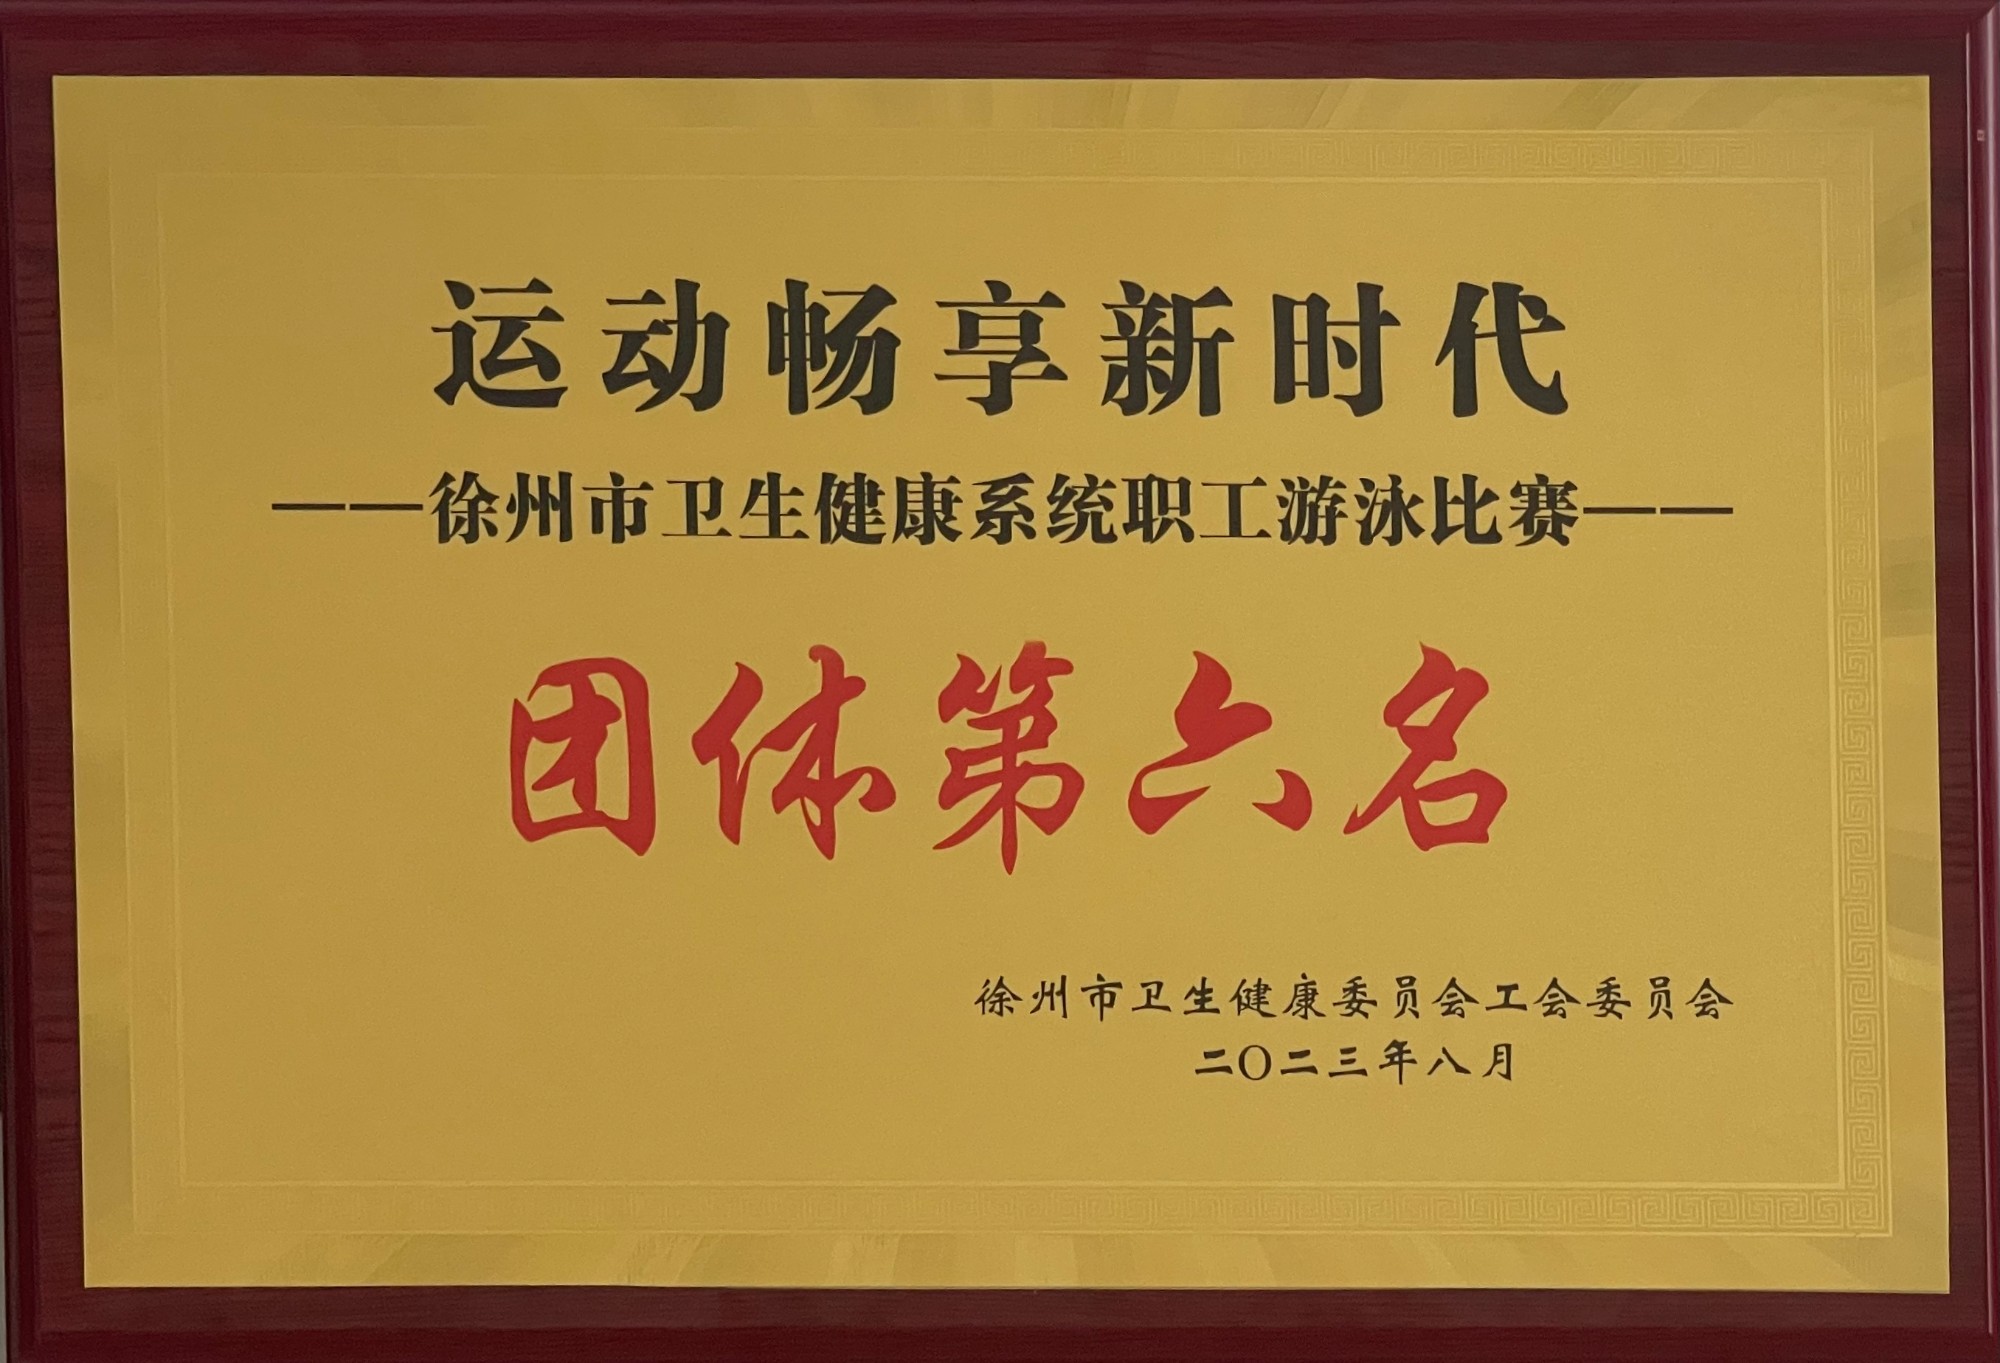 运动畅享新时代
——徐州市卫生健康系统职工游泳比赛——
团体第六名
徐州市卫生健康委员会工会委员会
二〇二三年八月